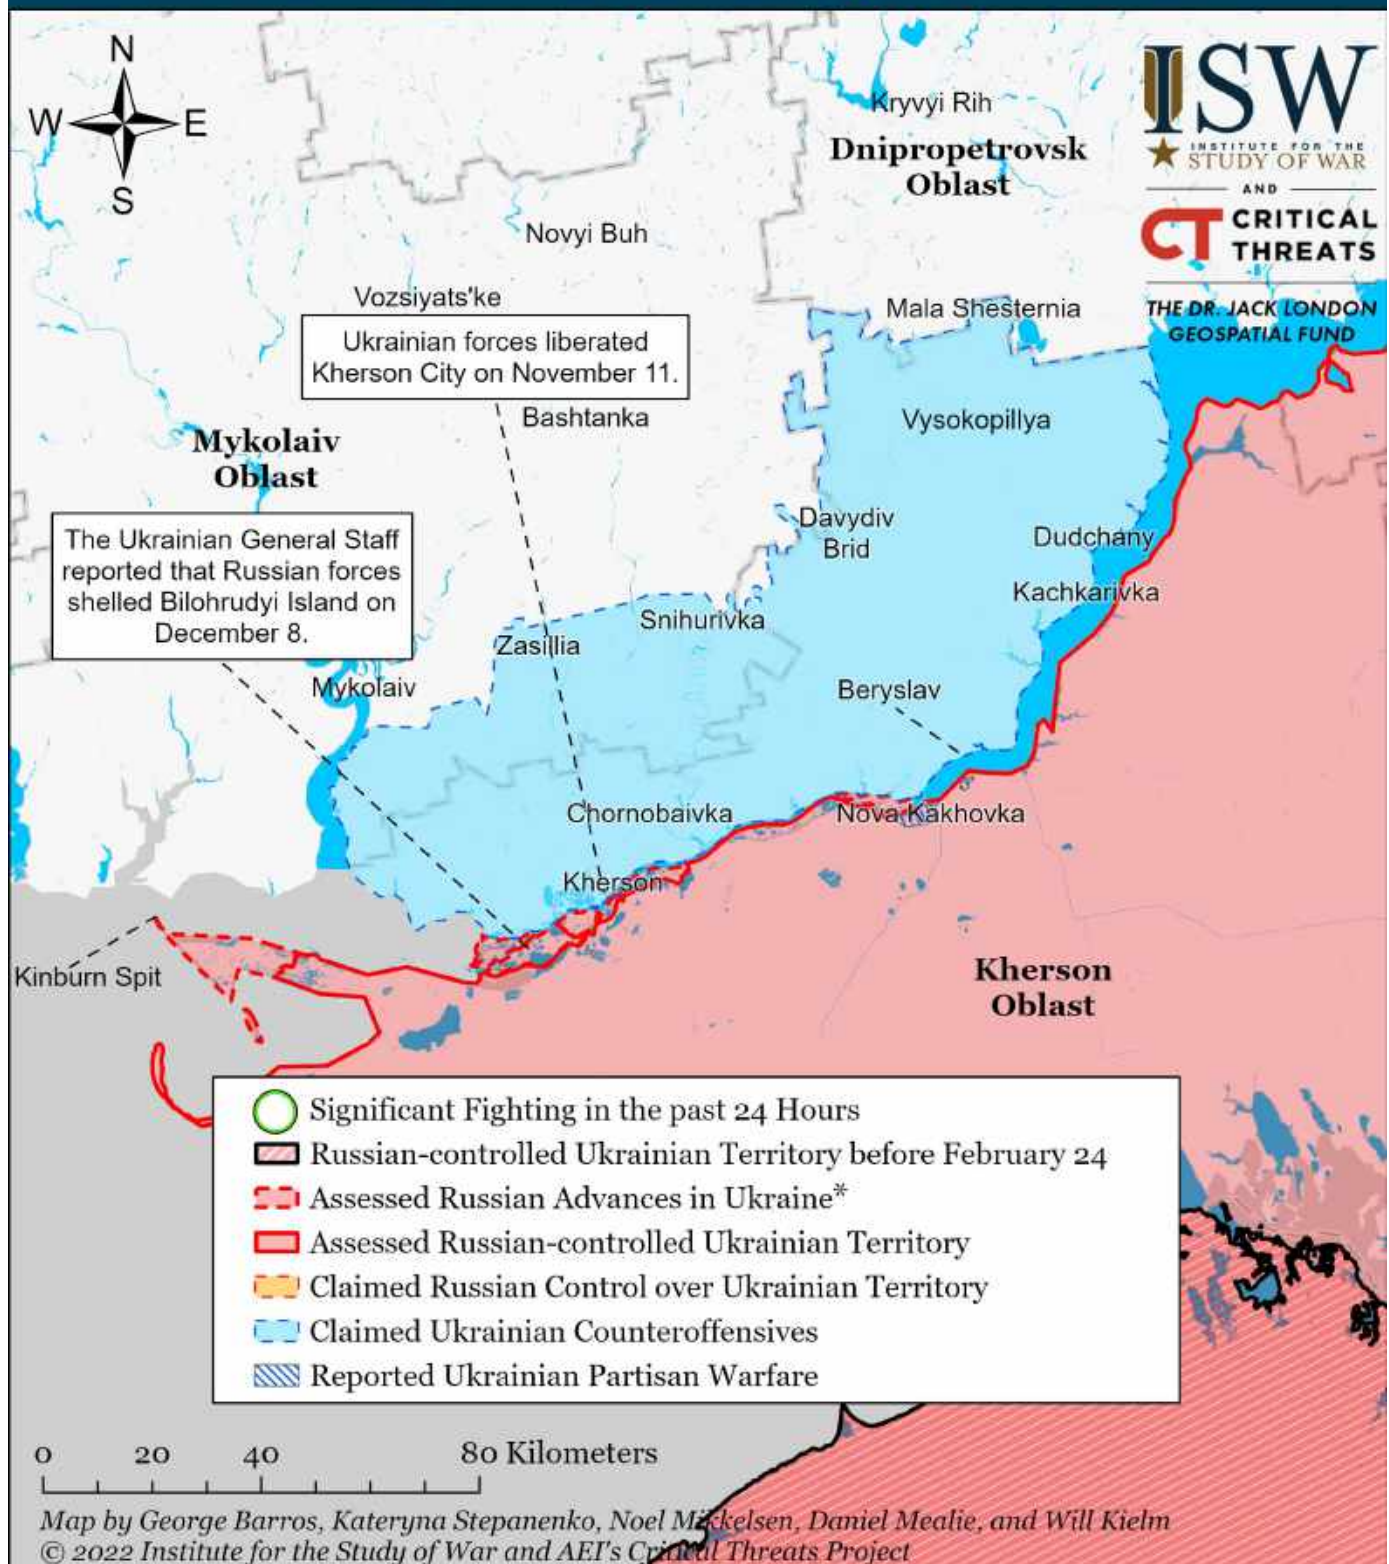 N
W E
S
ISW
INSTITUTE FOR THE
STUDY OF WAR
AND
CT CRITICAL
THREATS
THE DR. JACK LONDON
GEOSPATIAL FUND
Kryvyi Rih
Dnipropetrovsk
Oblast
Novyi Buh
Vozsiyats'ke
Mala Shesternia
Ukrainian forces liberated
Kherson City on November 11.
Bashtanka
Vysokopillya
Mykolaiv
Oblast
The Ukrainian General Staff
reported that Russian forces
shelled Bilohrudyi Island on
December 8.
Davydiv
Brid
Dudchany
Kachkarivka
Snihurivka
Zasillia
Mykolaiv
Beryslav
Chornobaivka
Nova Kakhovka
Kherson
Kinburn Spit
Kherson
Oblast
Significant Fighting in the past 24 Hours
Russian-controlled Ukrainian Territory before February 24
Assessed Russian Advances in Ukraine*
Assessed Russian-controlled Ukrainian Territory
Claimed Russian Control over Ukrainian Territory
Claimed Ukrainian Counteroffensives
Reported Ukrainian Partisan Warfare
0 20 40 80 Kilometers
Map by George Barros, Kateryna Stepanenko, Noel Mikkelsen, Daniel Mealie, and Will Kielm
© 2022 Institute for the Study of War and AEI's Critical Threats Project